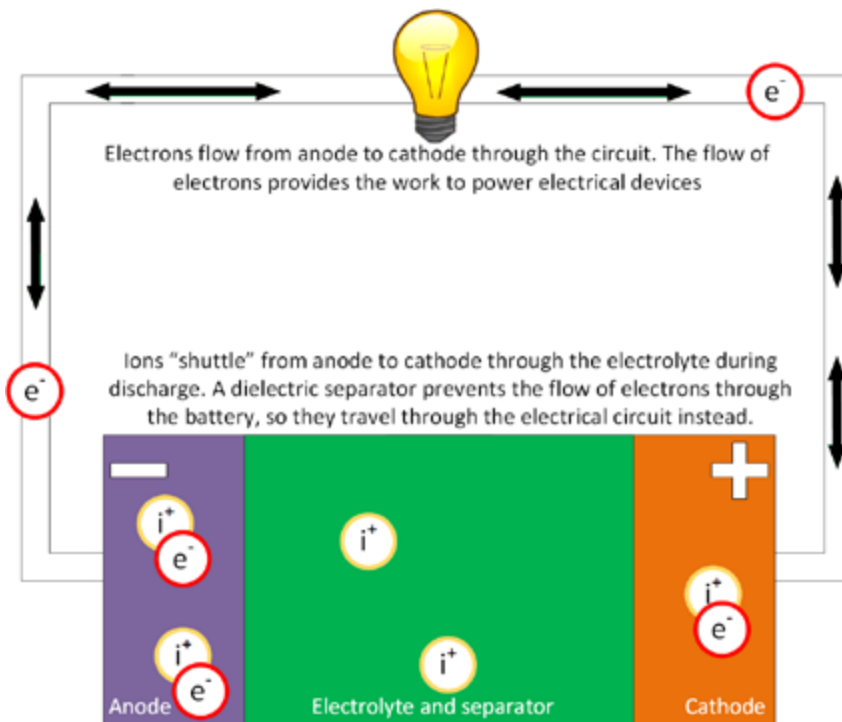 e⁻
Electrons flow from anode to cathode through the circuit. The flow of
electrons provides the work to power electrical devices
Ions “shuttle” from anode to cathode through the electrolyte during
discharge. A dielectric separator prevents the flow of electrons through
the battery, so they travel through the electrical circuit instead.
e⁻
− +
i⁺
e⁻
i⁺
i⁺
e⁻
i⁺
e⁻
i⁺
Anode Electrolyte and separator Cathode